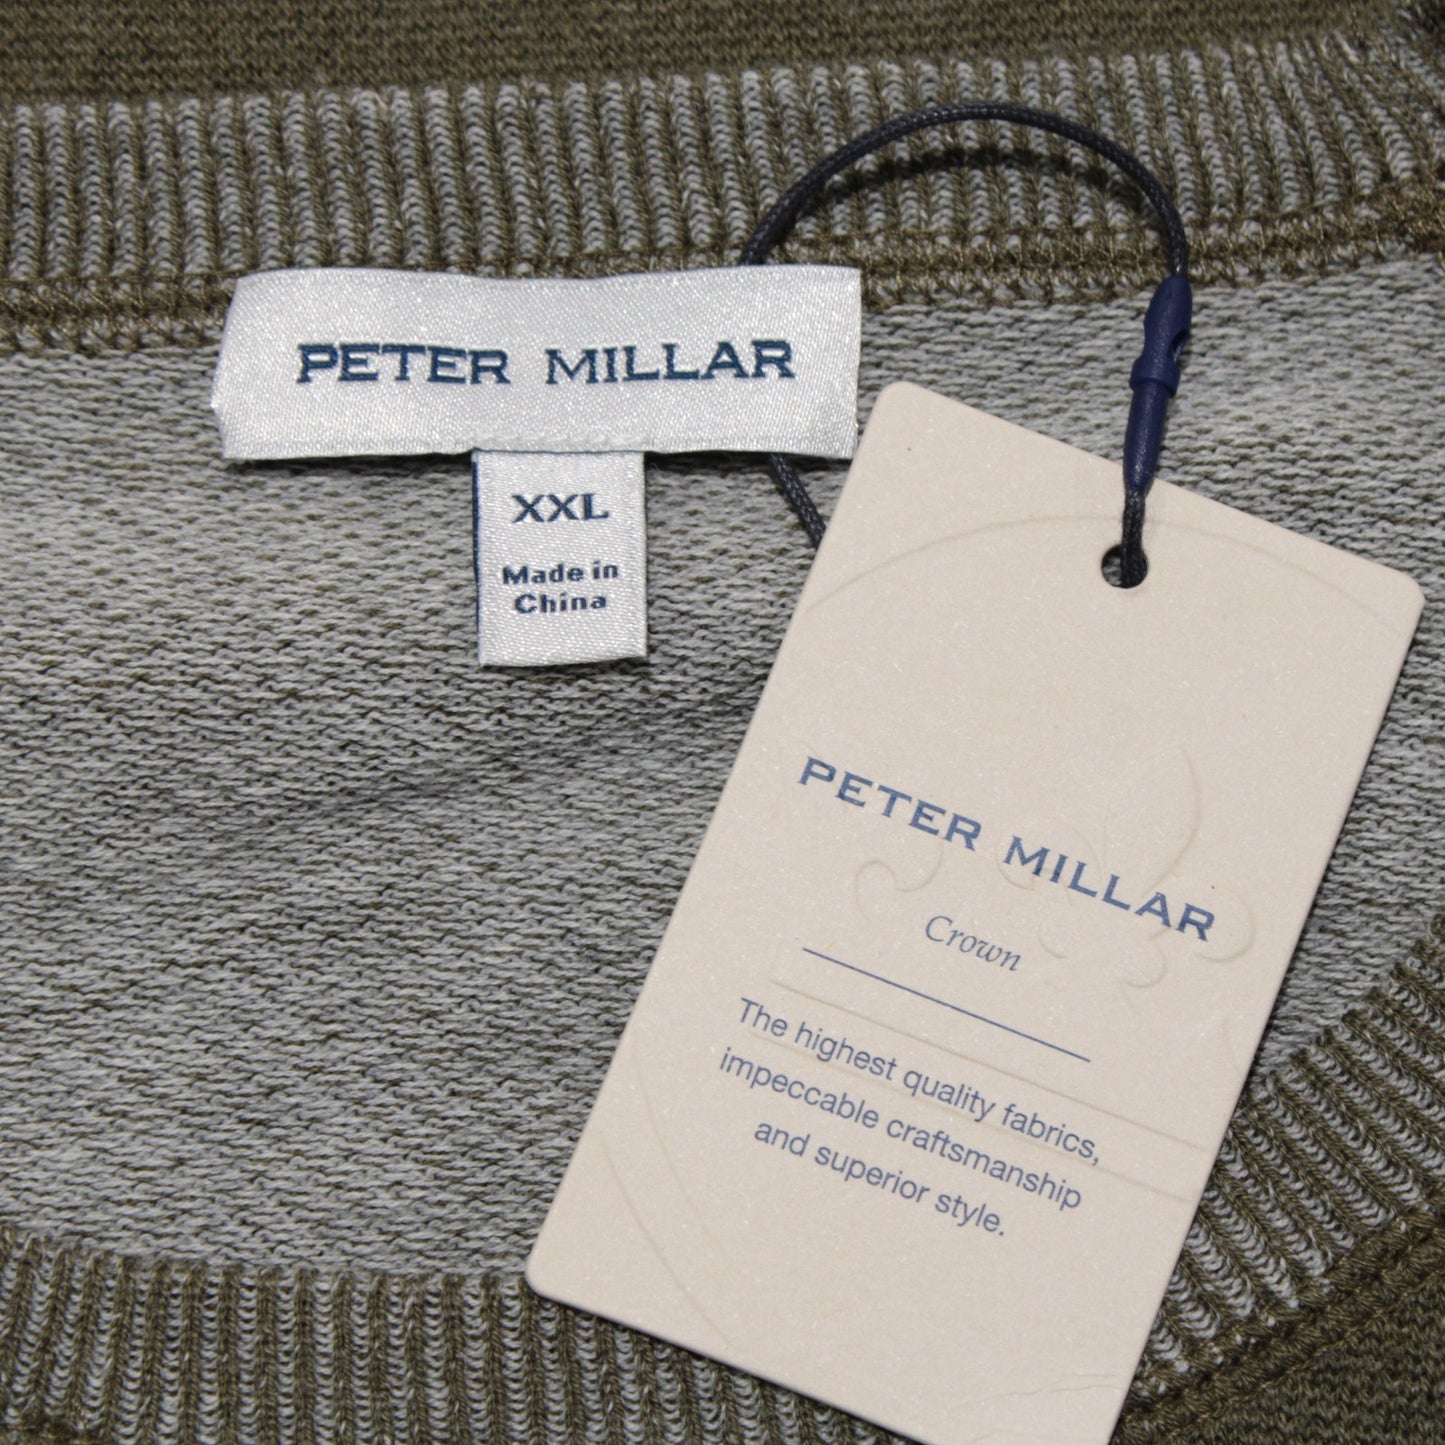 PETER MILLAR
XXL
Made in
China
PETER MILLAR
Crown
The highest quality fabrics,
impeccable craftsmanship
and superior style.